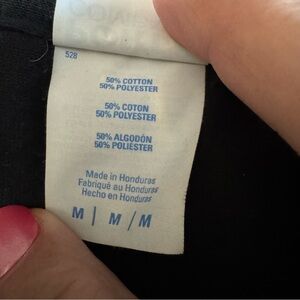 528
50% COTTON
50% POLYESTER
50% COTON
50% POLYESTER
50% ALGODÓN
50% POLIÉSTER
Made in Honduras
Fabriqué au Honduras
Hecho en Honduras
M | M / M